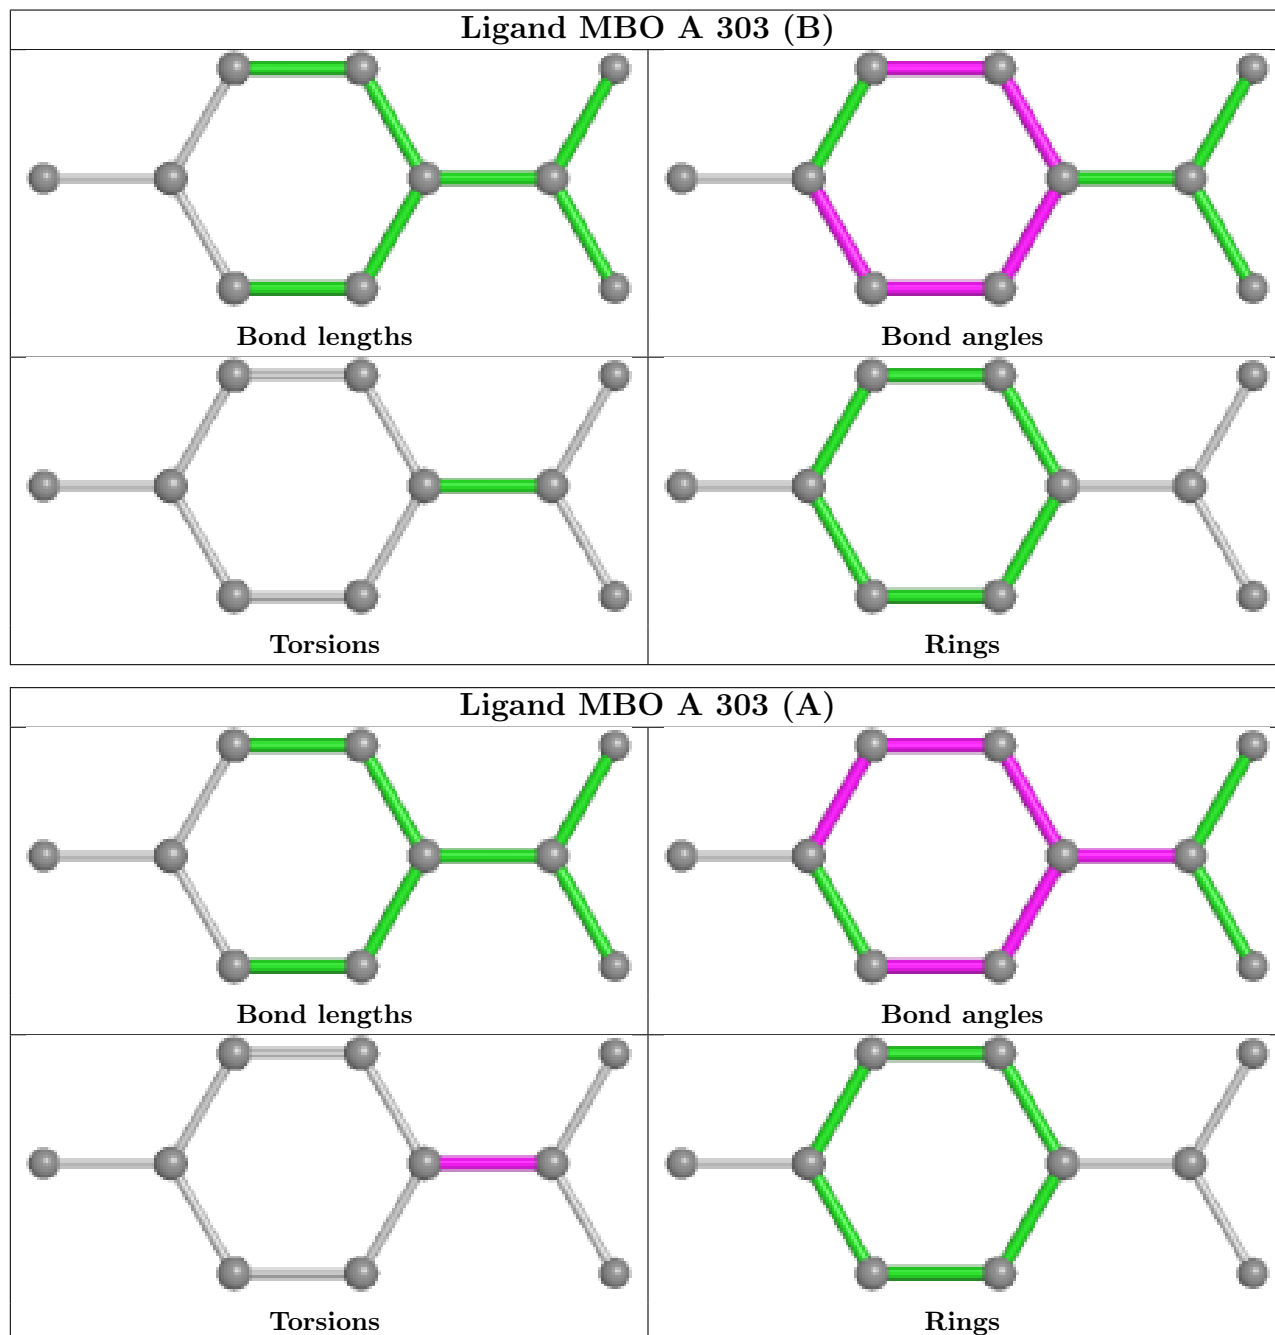 Ligand MBO A 303 (B)
Bond lengths
Bond angles
Torsions
Rings
Ligand MBO A 303 (A)
Bond lengths
Bond angles
Torsions
Rings